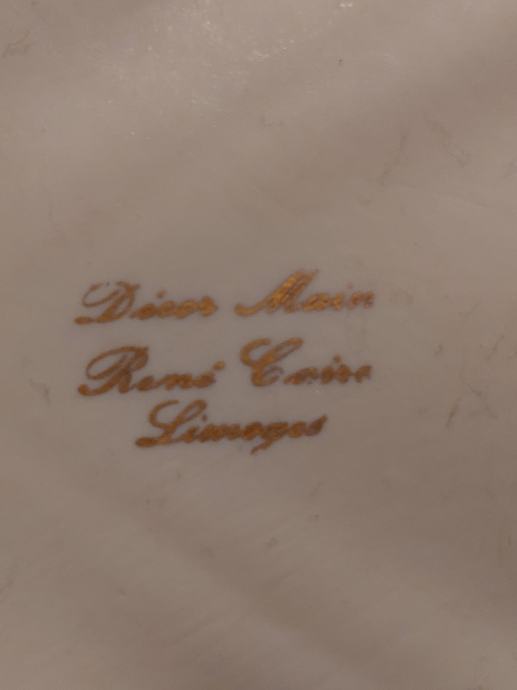 Décor Main
René Caire
Limoges